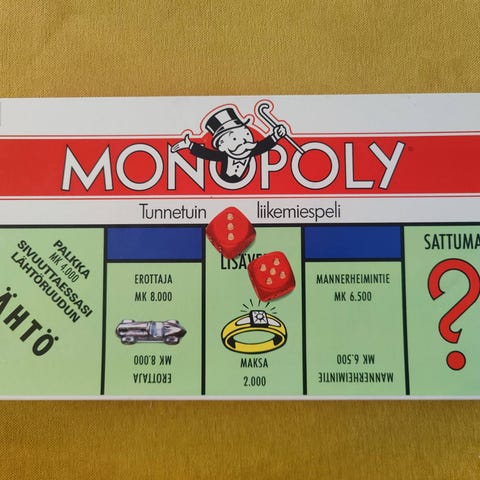 MONOPOLY
Tunnetuin liikemiespeli
PALKKA
MK 4.000
SIVUUTTAESSASI
LÄHTÖRUUDUN
ÄHTÖ
EROTTAJA
MK 8.000
MK 8.000
EROTTAJA
MAKSA
2.000
MANNERHEIMINTIE
MK 6.500
MK 6.500
MANNERHEIMINTIE
SATTUMA
?